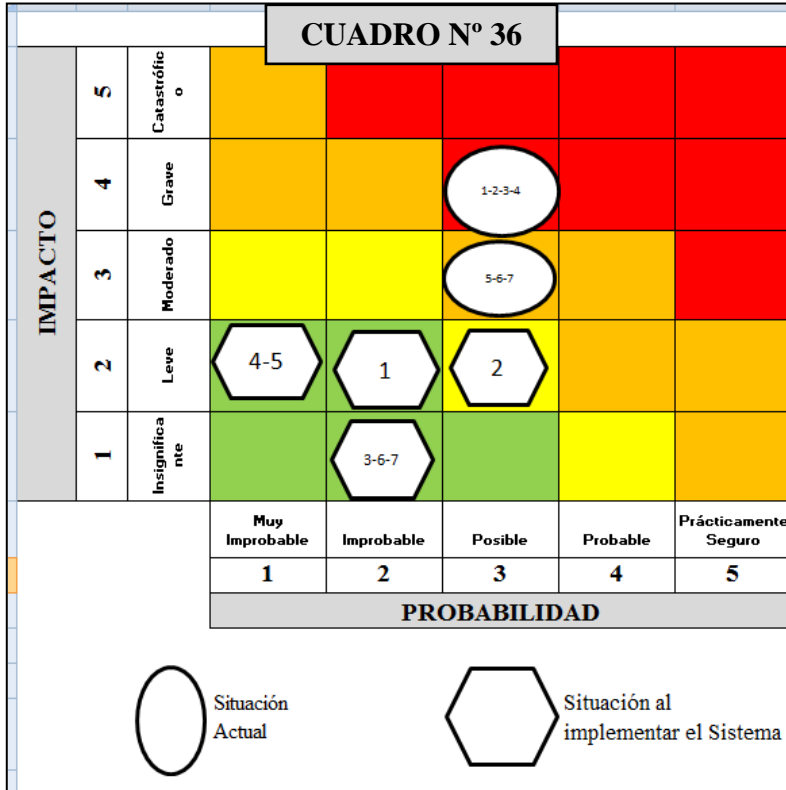 CUADRO Nº 36
IMPACTO
5
Catastrófic
o
4
Grave
1-2-3-4
3
Moderado
5-6-7
2
Leve
4-5
1
2
1
Insignifica
nte
3-6-7
Muy
Improbable
Improbable
Posible
Probable
Prácticamente
Seguro
1
2
3
4
5
PROBABILIDAD
Situación
Actual
Situación al
implementar el Sistema